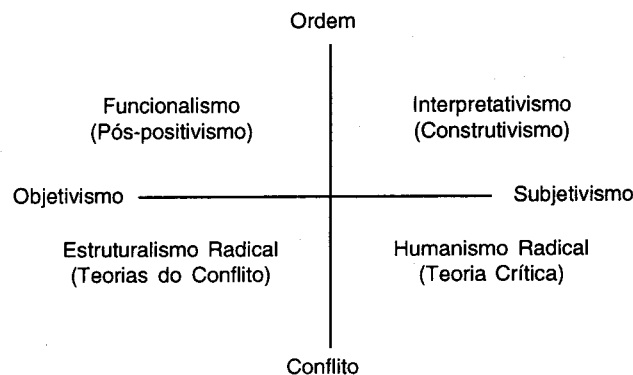 Ordem
Funcionalismo
(Pós-positivismo)
Interpretativismo
(Construtivismo)
Objetivismo
Subjetivismo
Estruturalismo Radical
(Teorias do Conflito)
Humanismo Radical
(Teoria Crítica)
Conflito